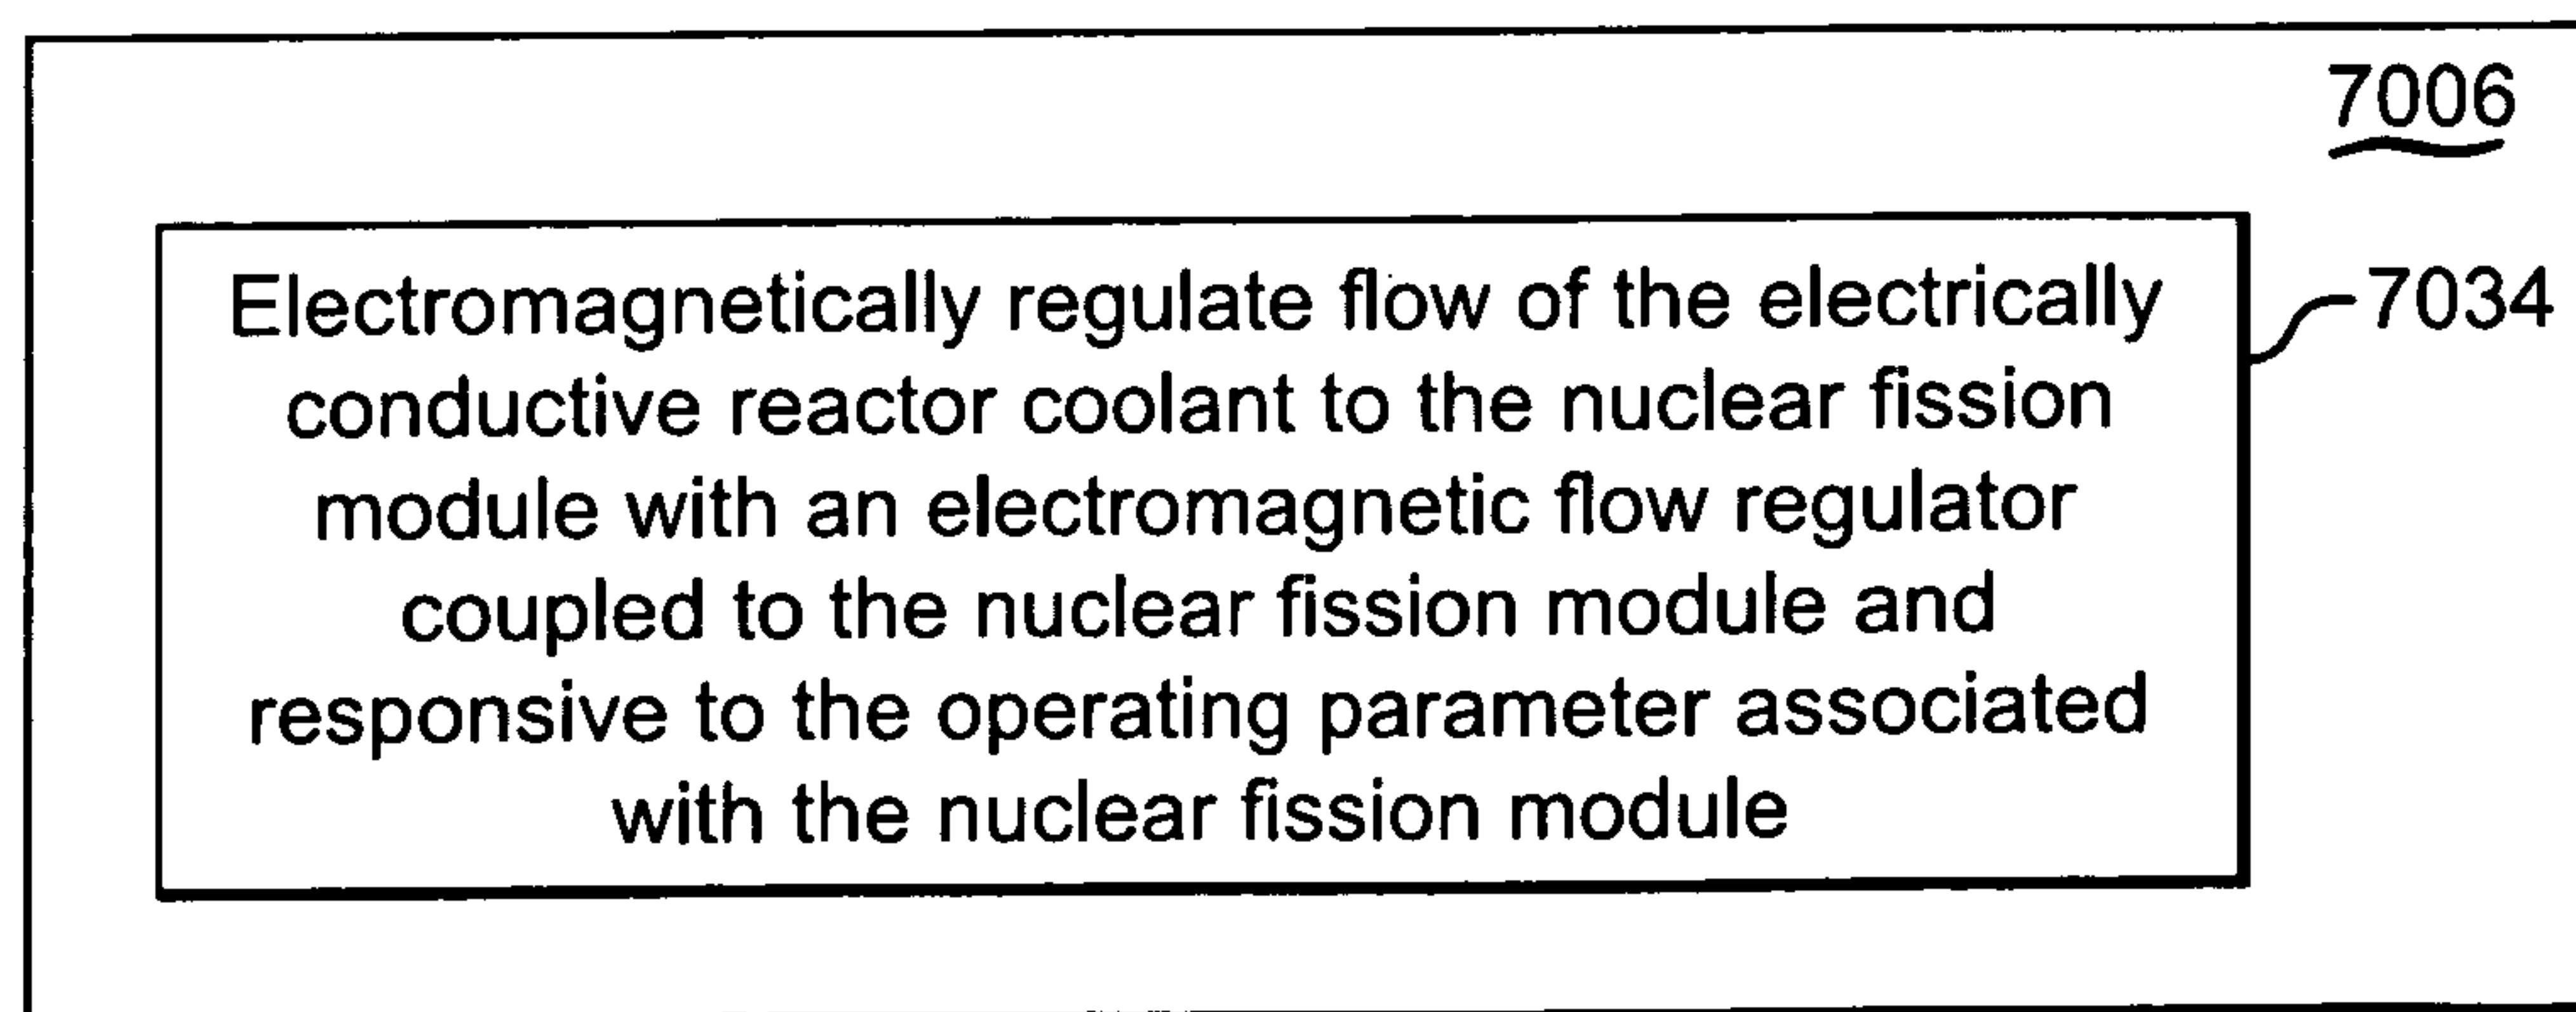 7006
Electromagnetically regulate flow of the electrically
7034
conductive reactor coolant to the nuclear fission
module with an electromagnetic flow regulator
coupled to the nuclear fission module and
responsive to the operating parameter associated
with the nuclear fission module